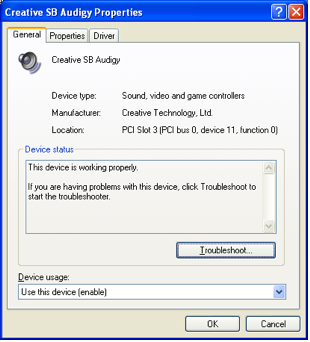 Creative SB Audigy Properties
General Properties Driver
Creative SB Audigy
Device type: Sound, video and game controllers
Manufacturer: Creative Technology, Ltd.
Location: PCI Slot 3 (PCI bus 0, device 11, function 0)
Device status
This device is working properly.
If you are having problems with this device, click Troubleshoot to
start the troubleshooter.
Troubleshoot...
Device usage:
Use this device (enable)
OK Cancel